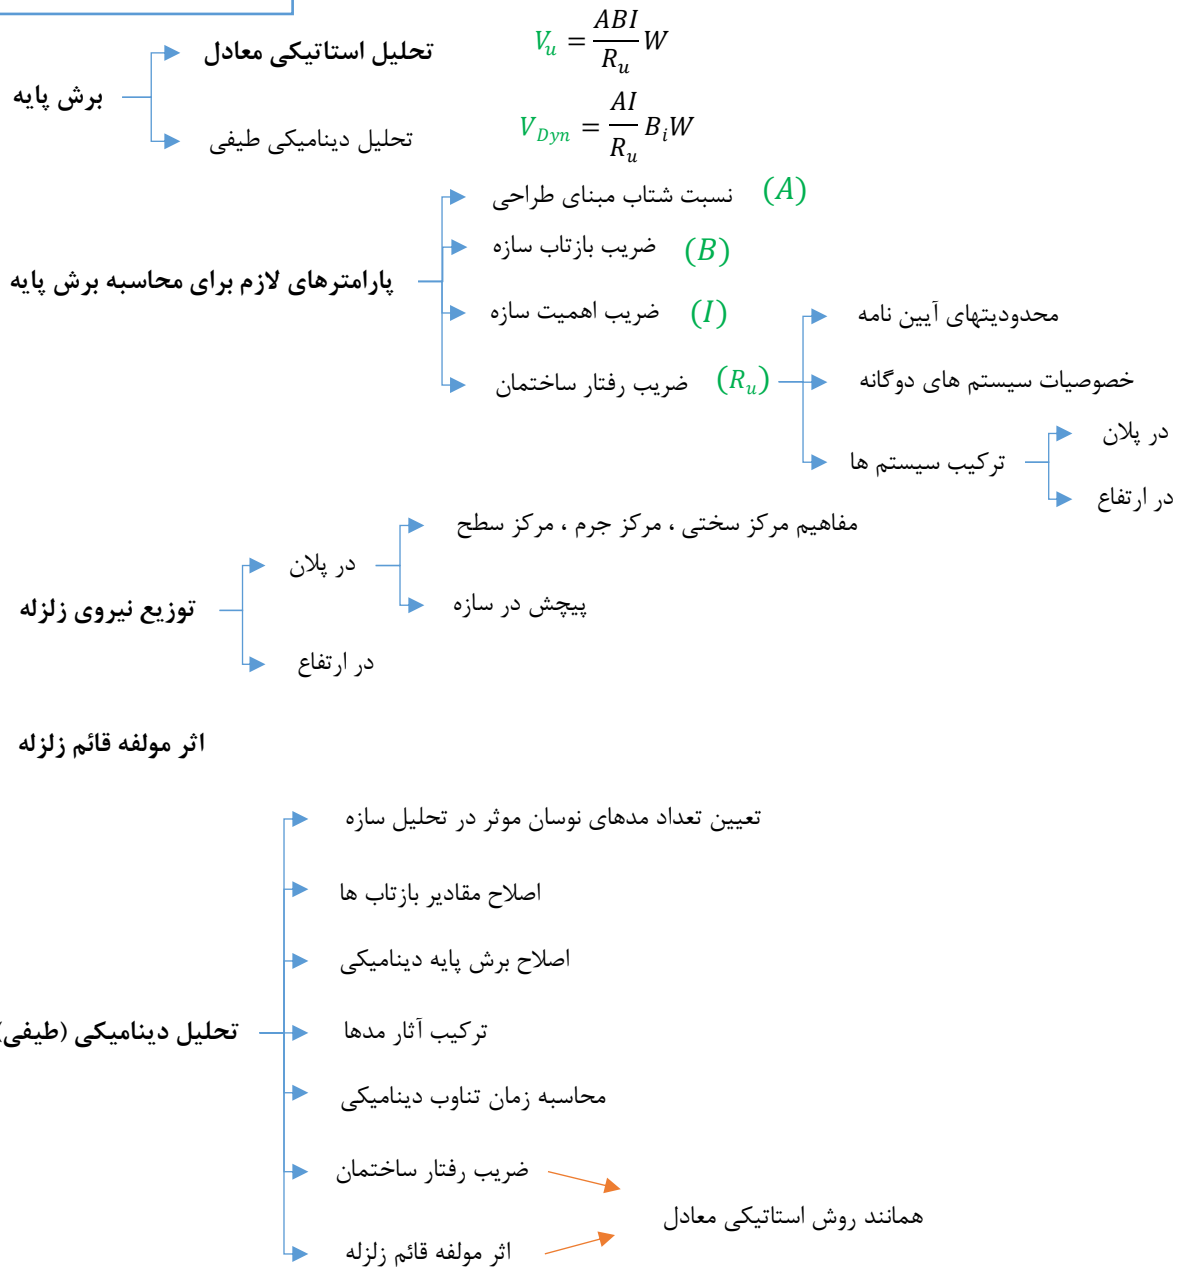 تحلیل استاتیکی معادل
V_u = ABI / R_u W
برش پایه
تحلیل دینامیکی طیفی
V_Dyn = AI / R_u B_i W
نسبت شتاب مبنای طراحی (A)
ضریب بازتاب سازه (B)
پارامترهای لازم برای محاسبه برش پایه
ضریب اهمیت سازه (I)
محدودیتهای آیین نامه
ضریب رفتار ساختمان (R_u)
خصوصیات سیستم های دوگانه
در پلان
ترکیب سیستم ها
در ارتفاع
مفاهیم مرکز سختی ، مرکز جرم ، مرکز سطح
در پلان
توزیع نیروی زلزله
پیچش در سازه
در ارتفاع
اثر مولفه قائم زلزله
تعیین تعداد مدهای نوسان موثر در تحلیل سازه
اصلاح مقادیر بازتاب ها
اصلاح برش پایه دینامیکی
تحلیل دینامیکی (طیفی)
ترکیب آثار مدها
محاسبه زمان تناوب دینامیکی
ضریب رفتار ساختمان
همانند روش استاتیکی معادل
اثر مولفه قائم زلزله